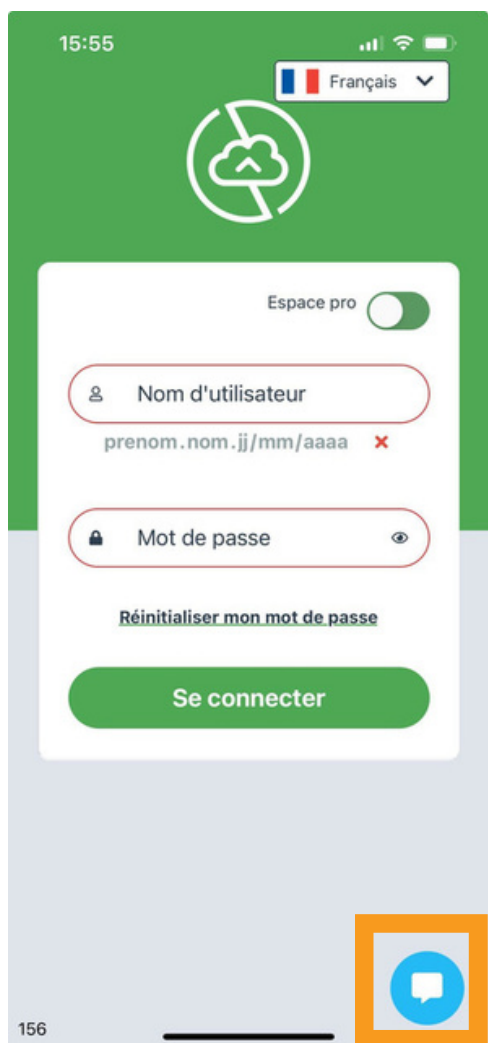 15:55
Français
Espace pro
Nom d'utilisateur
prenom.nom.jj/mm/aaaa
Mot de passe
Réinitialiser mon mot de passe
Se connecter
156